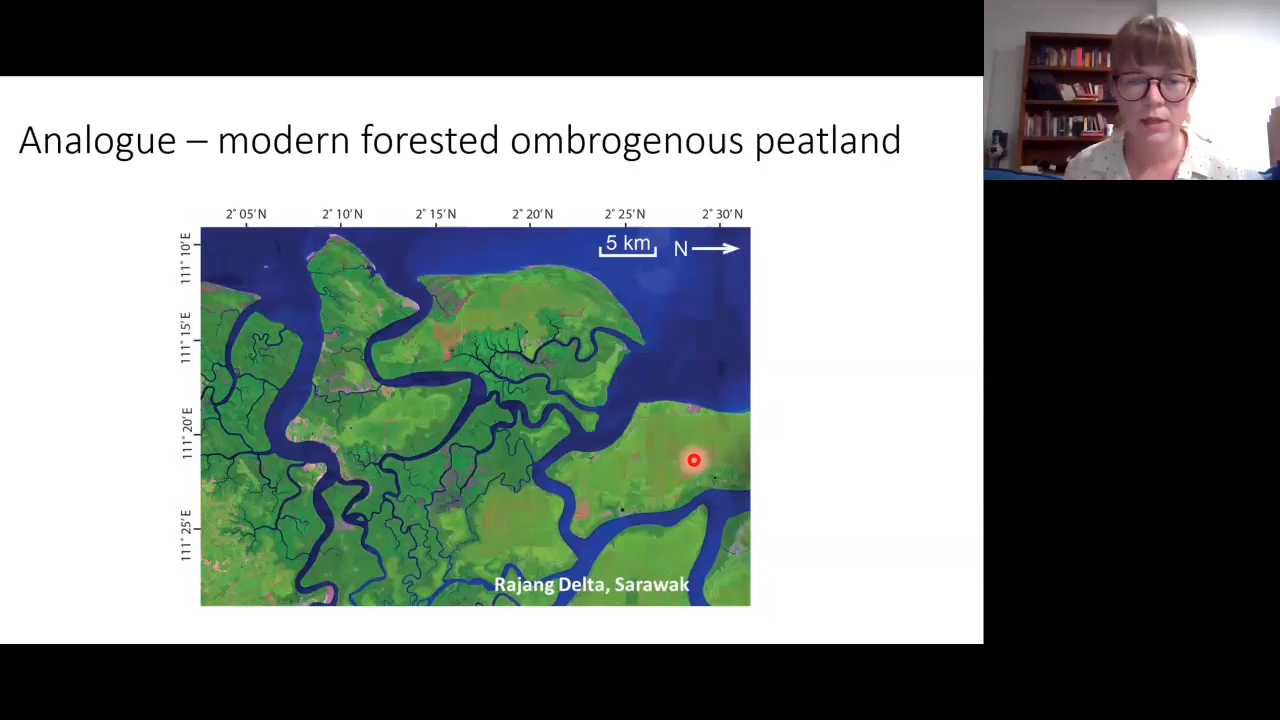 Analogue – modern forested ombrogenous peatland
2° 05′ N 2° 10′ N 2° 15′ N 2° 20′ N 2° 25′ N 2° 30′ N
5 km N
111° 10′ E
111° 15′ E
111° 20′ E
111° 25′ E
Rajang Delta, Sarawak